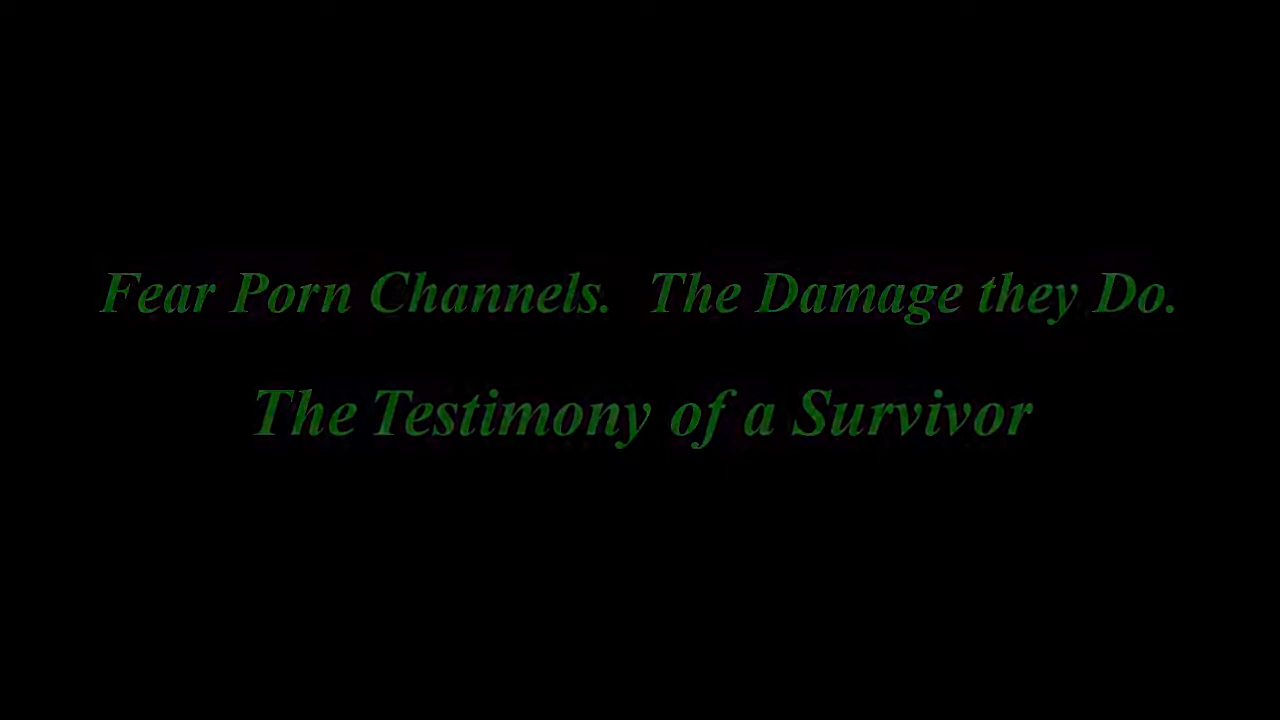 Fear Porn Channels.  The Damage they Do.
The Testimony of a Survivor